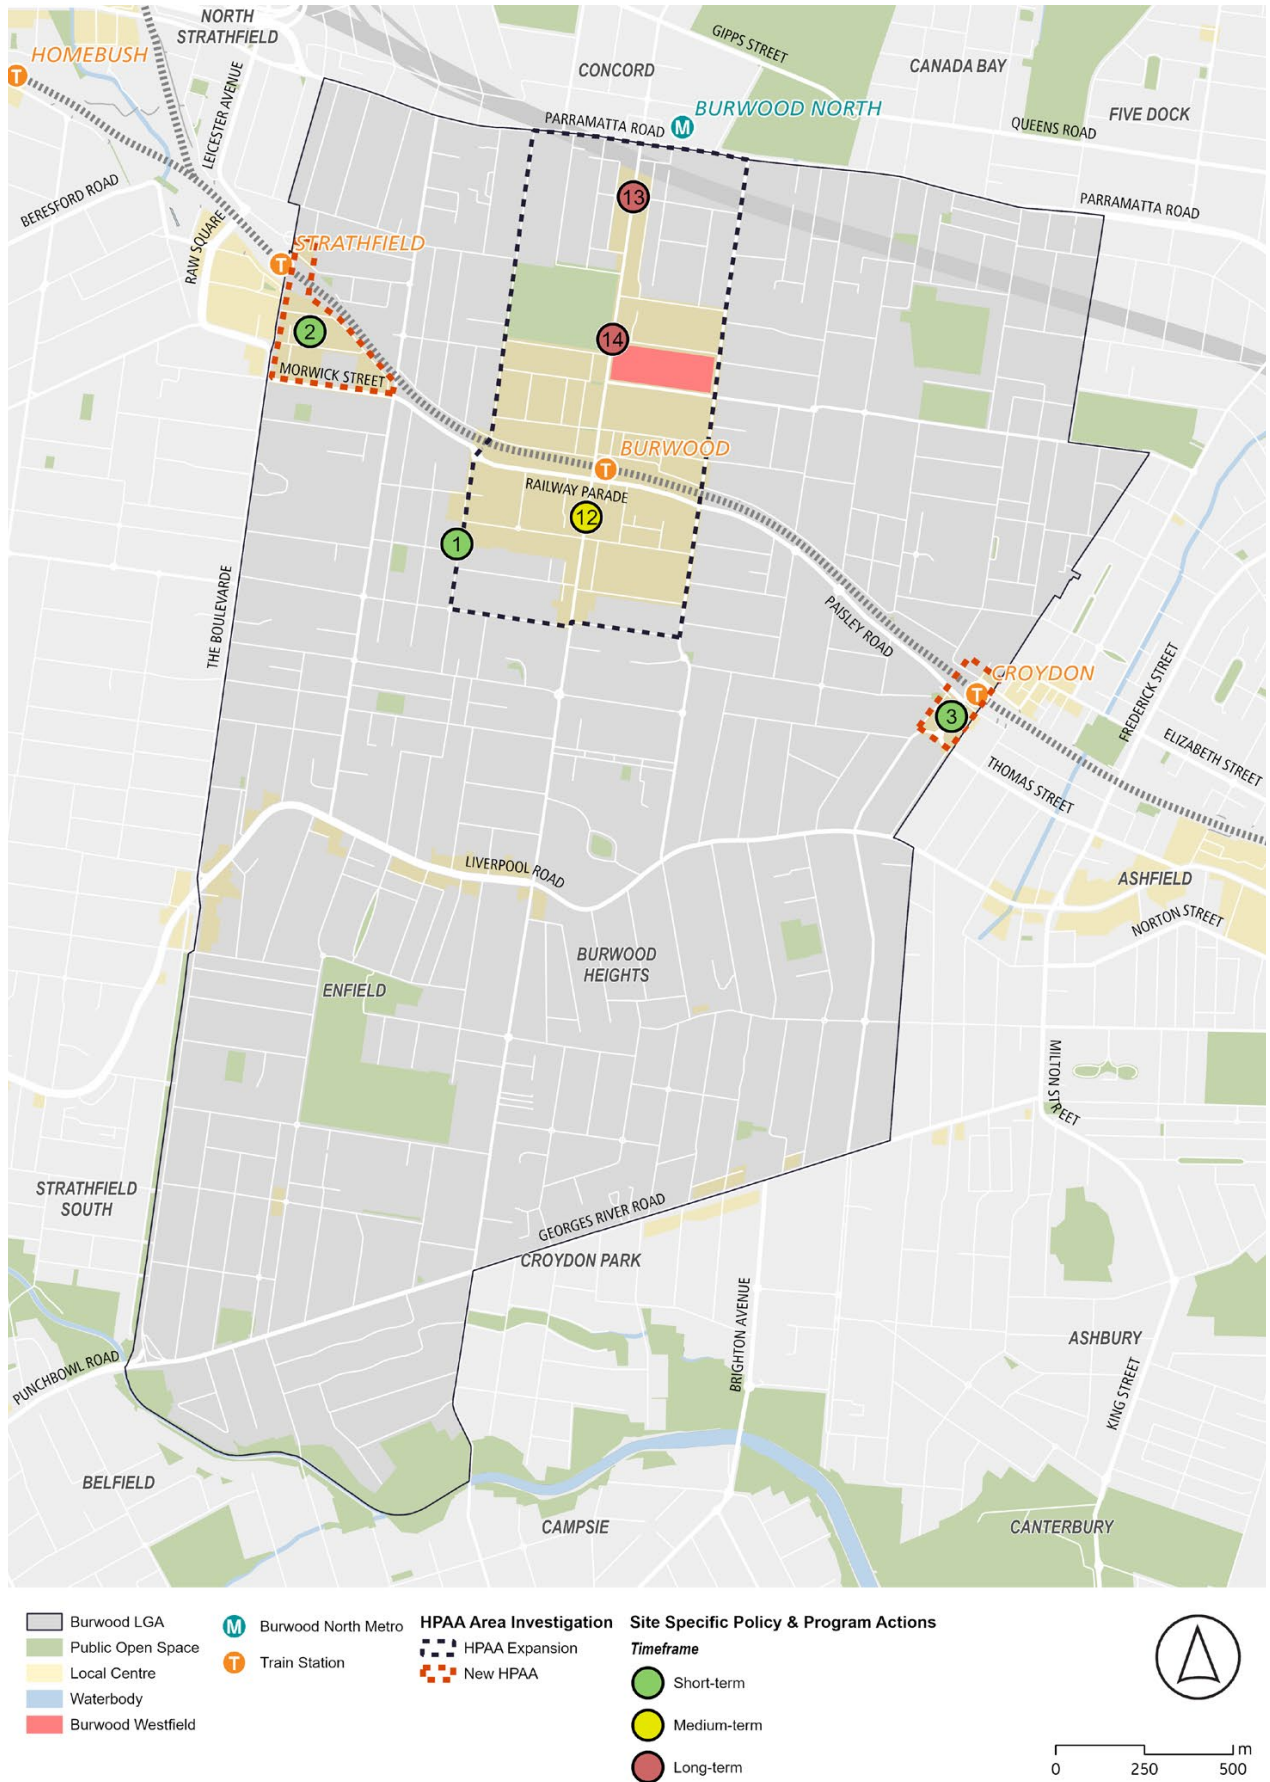 NORTH
STRATHFIELD
HOMEBUSH
T
LEICESTER AVENUE
CONCORD
GIPPS STREET
CANADA BAY
BURWOOD NORTH
M
PARRAMATTA ROAD
QUEENS ROAD
FIVE DOCK
BERESFORD ROAD
PARRAMATTA ROAD
13
RAW SQUARE
STRATHFIELD
T
2
14
MORWICK STREET
BURWOOD
T
RAILWAY PARADE
12
1
THE BOULEVARDE
PAISLEY ROAD
CROYDON
T
3
FREDERICK STREET
ELIZABETH STREET
THOMAS STREET
LIVERPOOL ROAD
ASHFIELD
NORTON STREET
BURWOOD
HEIGHTS
ENFIELD
MILTON STREET
STRATHFIELD
SOUTH
GEORGES RIVER ROAD
CROYDON PARK
BRIGHTON AVENUE
ASHBURY
PUNCHBOWL ROAD
KING STREET
BELFIELD
CAMPSIE
CANTERBURY
Burwood LGA
Public Open Space
Local Centre
Waterbody
Burwood Westfield
M Burwood North Metro
T Train Station
HPAA Area Investigation
HPAA Expansion
New HPAA
Site Specific Policy & Program Actions
Timeframe
Short-term
Medium-term
Long-term
m
0 250 500